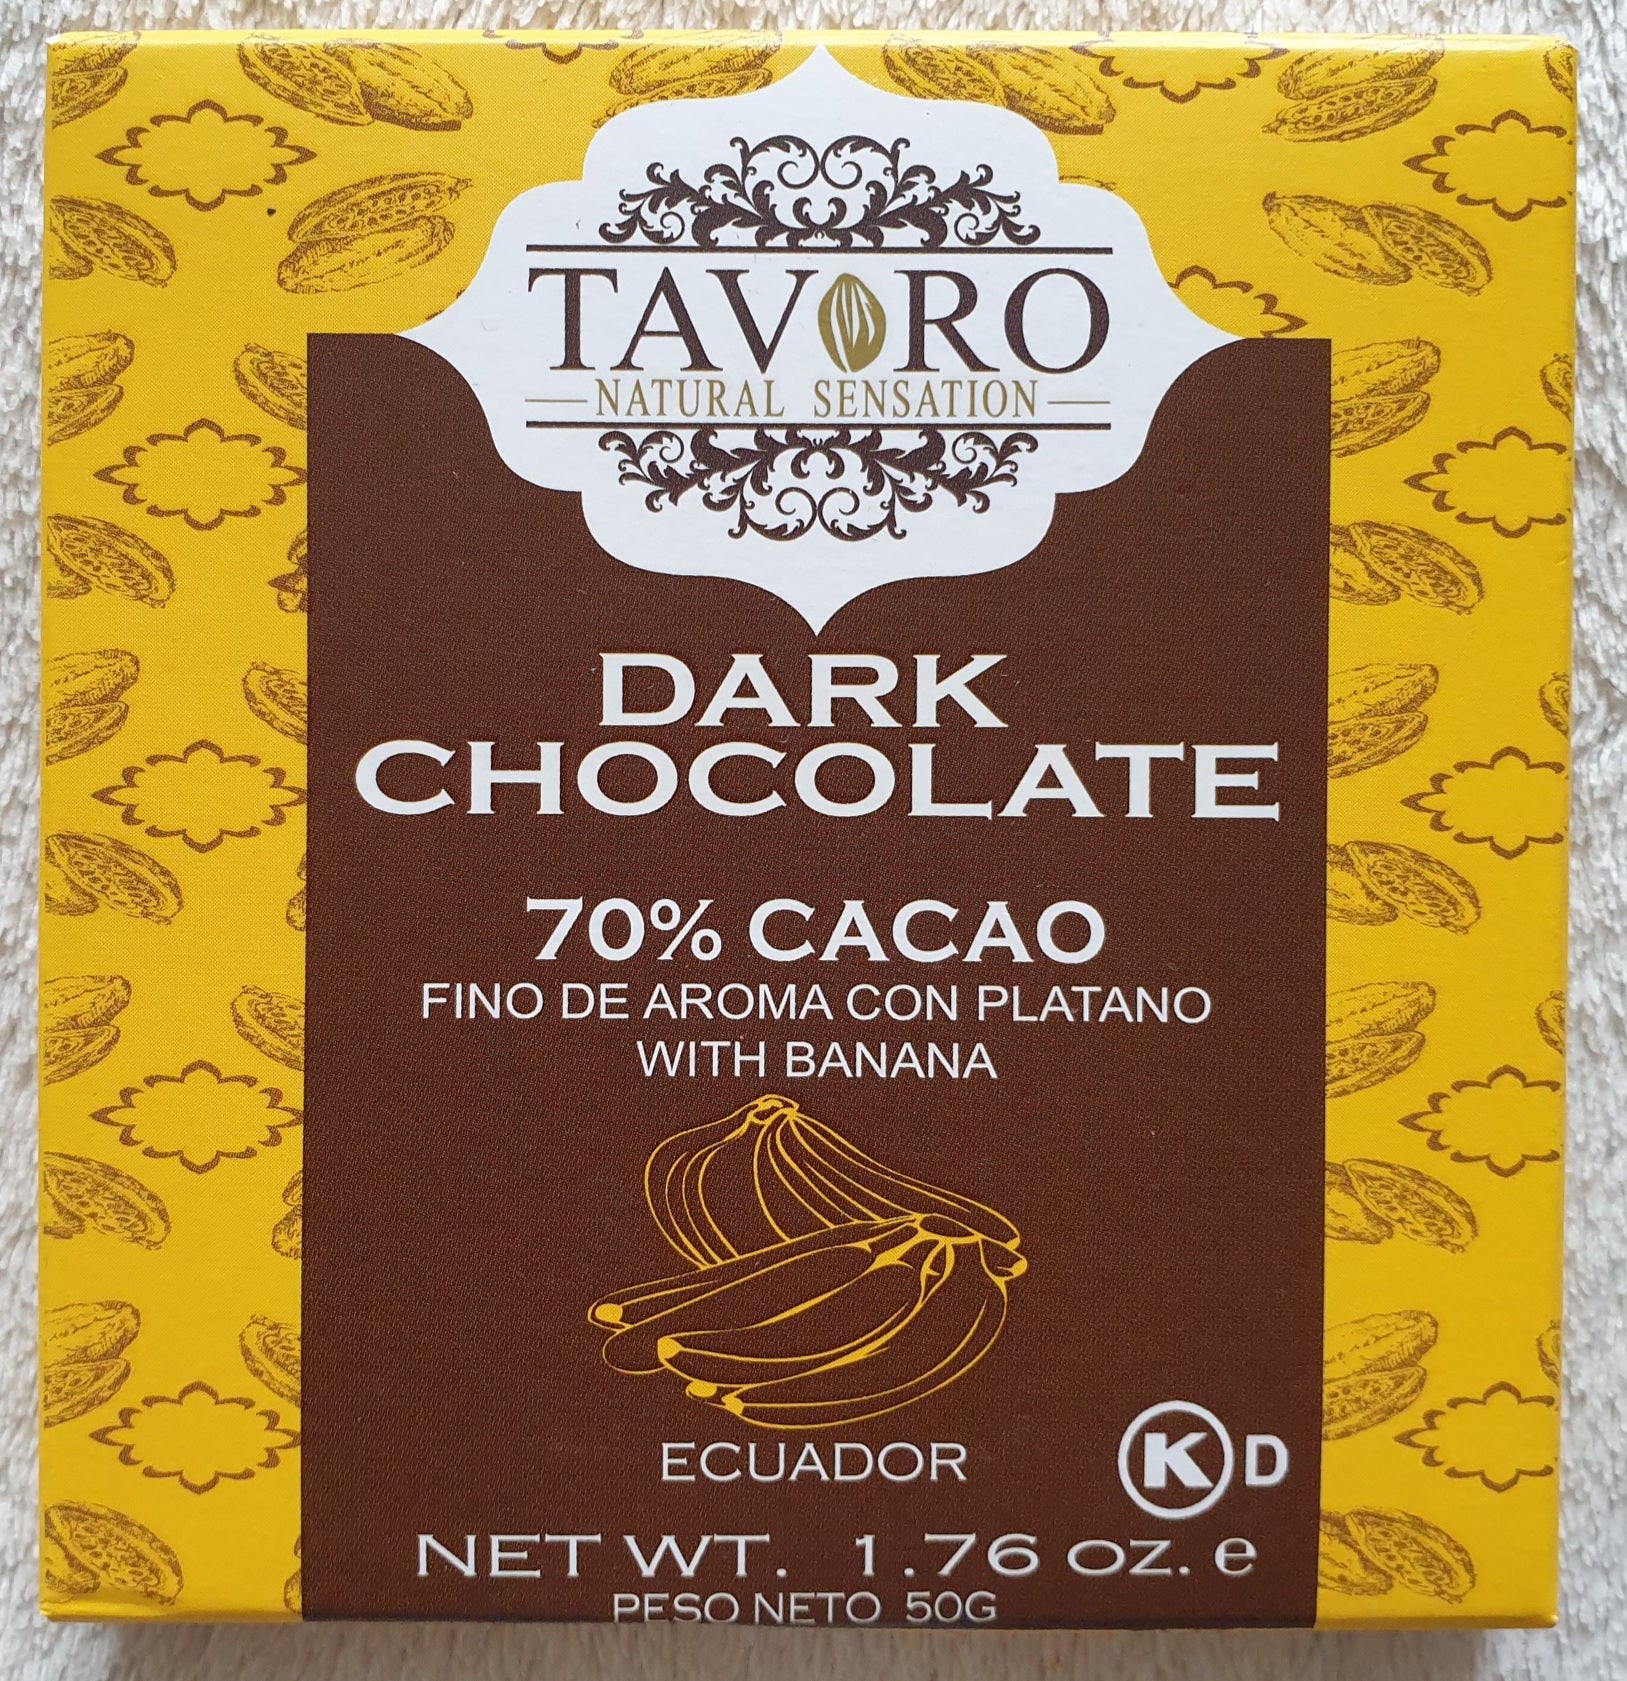 TAVORO
NATURAL SENSATION
DARK
CHOCOLATE
70% CACAO
FINO DE AROMA CON PLATANO
WITH BANANA
ECUADOR
K D
NET WT. 1.76 OZ. e
PESO NETO 50G